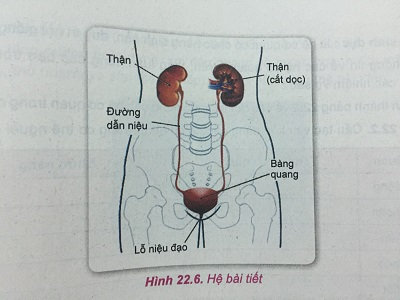 Thận
Thận
(cắt dọc)
Đường
dẫn niệu
Bàng
quang
Lỗ niệu đạo
Hình 22.6. Hệ bài tiết